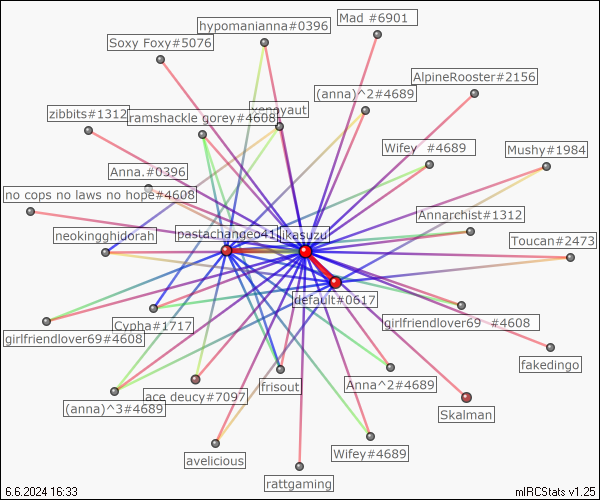 Mad #6901
hypomanianna#0396
Soxy Foxy#5076
AlpineRooster#2156
(anna)^2#4689
zibbits#1312
ramshackle gorey#4608
Wifey #4689
Mushy#1984
Anna.#0396
no cops no laws no hope#4608
Annarchist#1312
neokingghidorah
pastachange041
ikasuzu
Toucan#2473
default#0617
Cypha#1717
girlfriendlover69 #4608
girlfriendlover69#4608
fakedingo
frisout
Anna^2#4689
ace deucy#7097
(anna)^3#4689
Skalman
Wifey#4689
avelicious
rattgaming
6.6.2024 16:33
mIRCStats v1.25